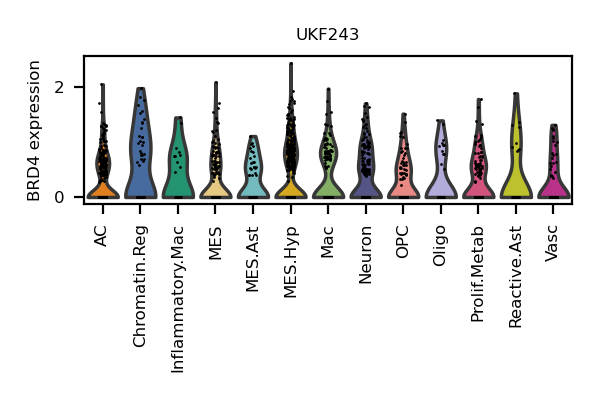 UKF243
BRD4 expression
2
0
AC
Chromatin.Reg
Inflammatory.Mac
MES
MES.Ast
MES.Hyp
Mac
Neuron
OPC
Oligo
Prolif.Metab
Reactive.Ast
Vasc